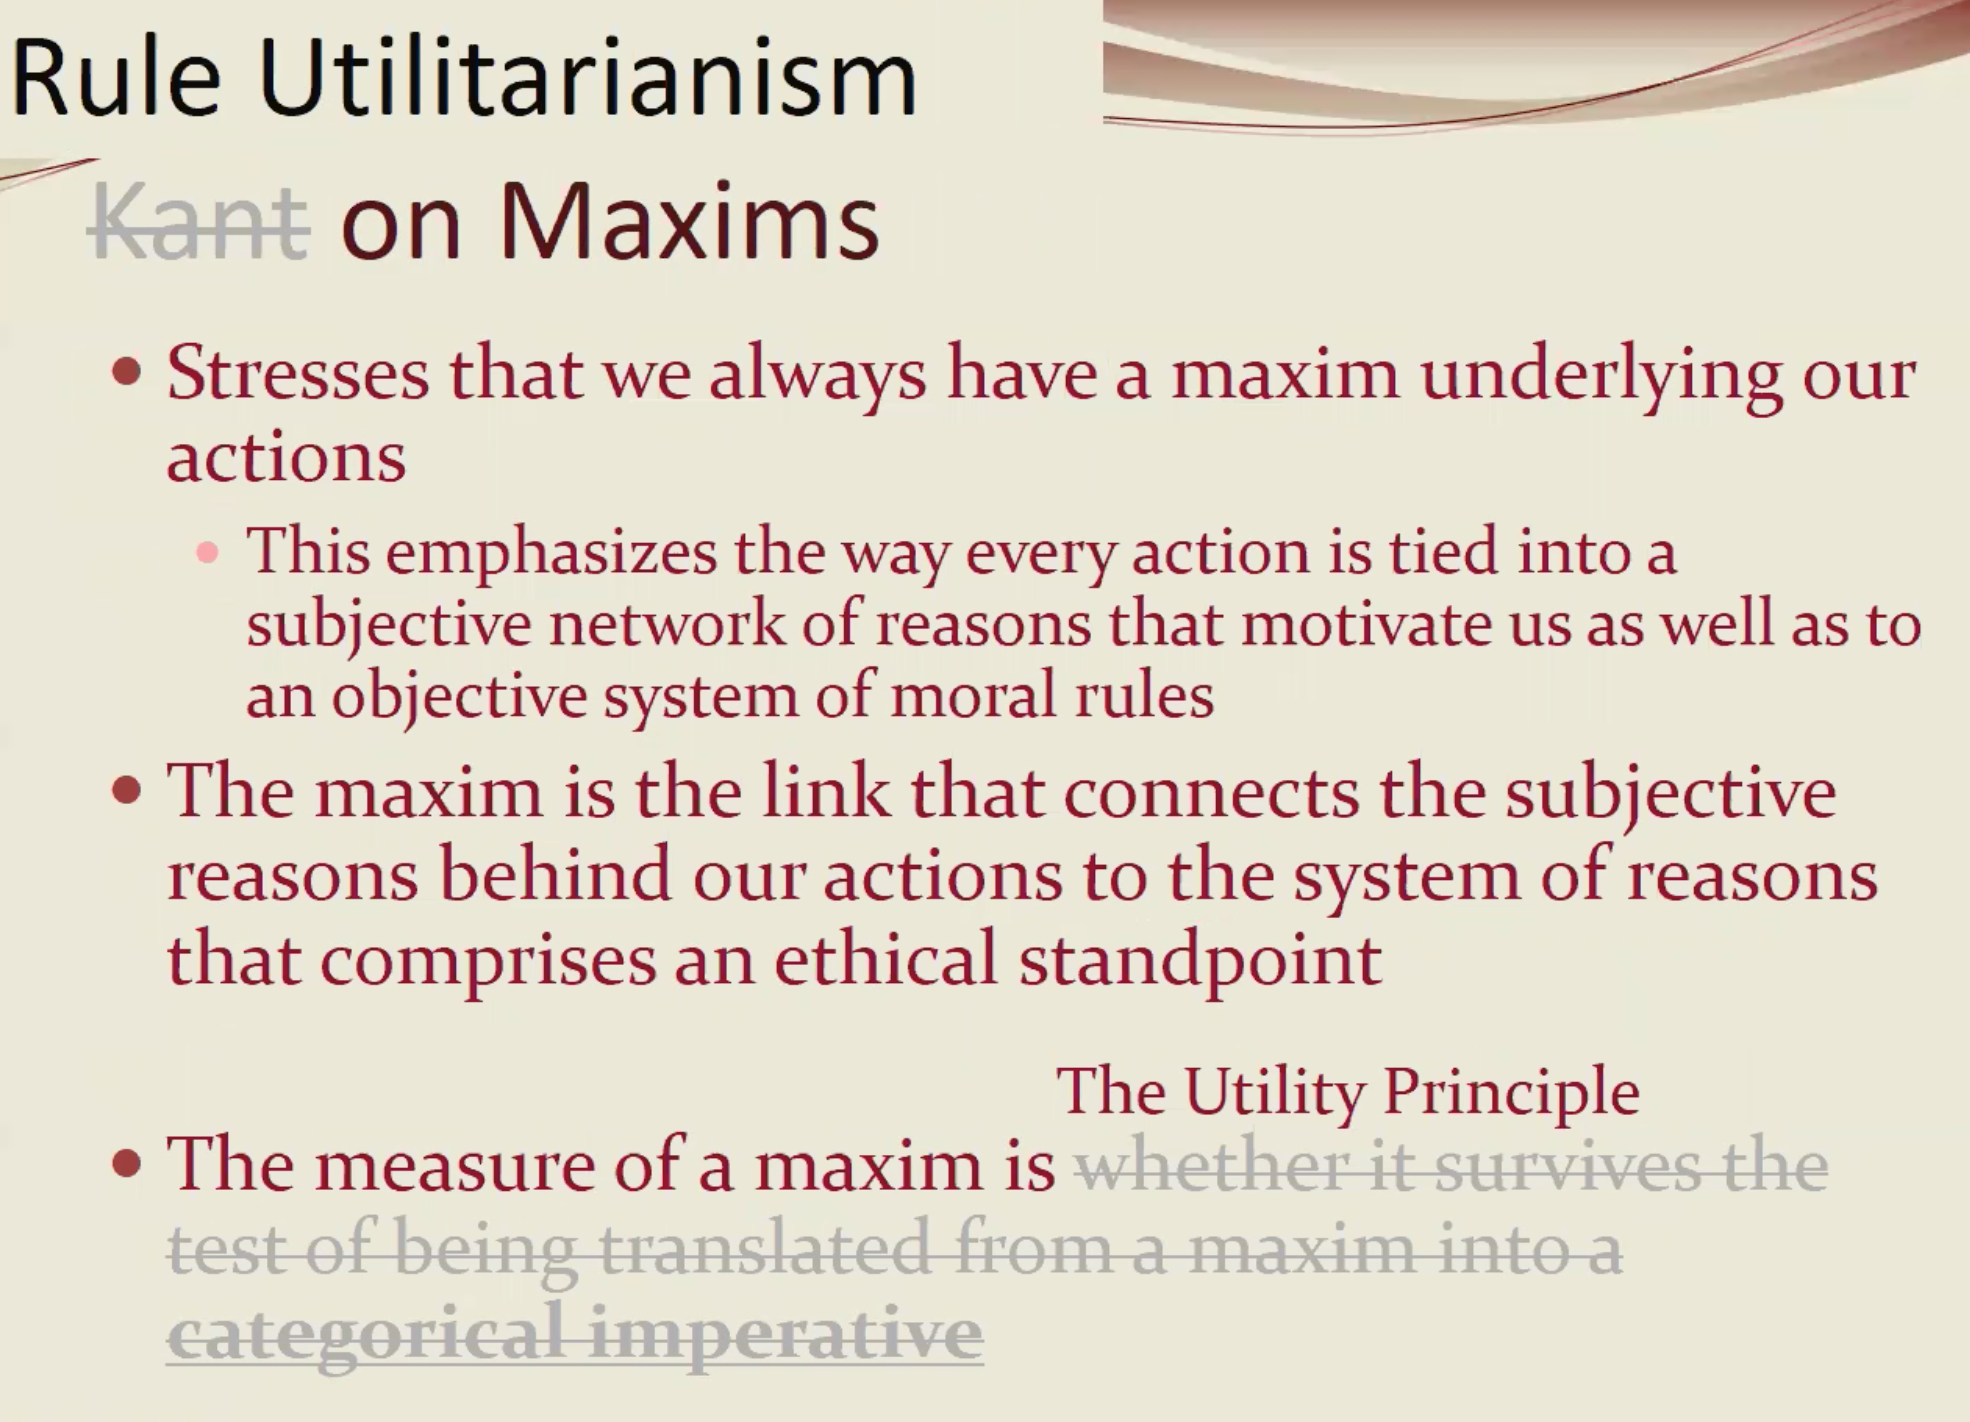 Rule Utilitarianism
Kant on Maxims
• Stresses that we always have a maxim underlying our
actions
• This emphasizes the way every action is tied into a
subjective network of reasons that motivate us as well as to
an objective system of moral rules
• The maxim is the link that connects the subjective
reasons behind our actions to the system of reasons
that comprises an ethical standpoint
The Utility Principle
• The measure of a maxim is whether it survives the
test of being translated from a maxim into a
categorical imperative